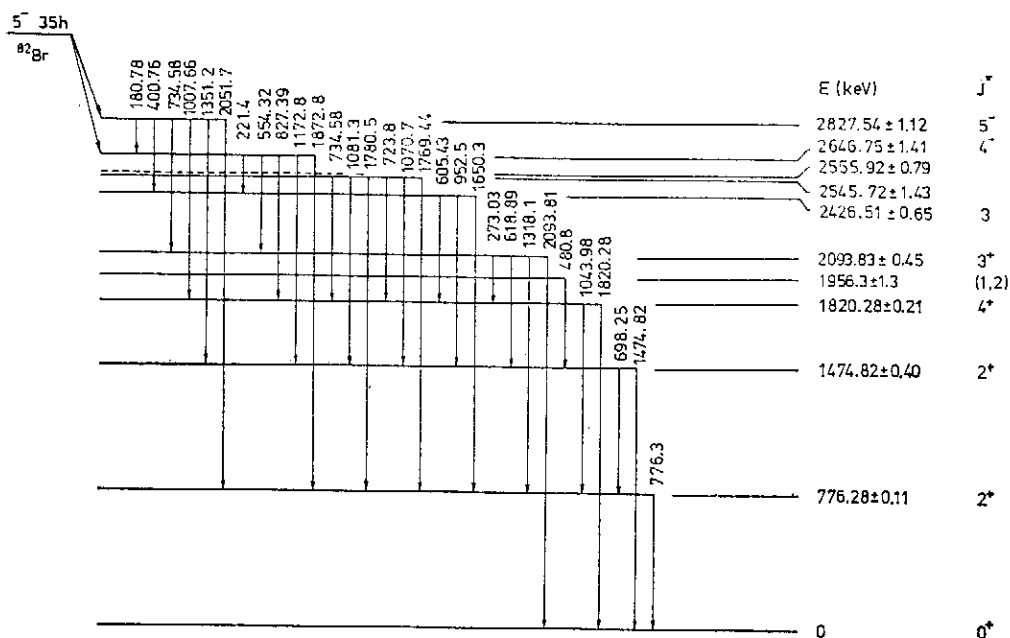 5⁻ 35h
⁸²Br
180.78
400.76
734.58
1007.66
1351.2
2051.7
221.4
554.32
827.39
1172.8
1872.8
734.58
1081.3
1780.5
723.8
1070.7
1769.44
605.43
952.5
1650.3
273.03
618.89
1318.1
2093.81
480.8
1043.98
1820.28
698.25
1474.82
776.3
E (keV) J
2827.54 ± 1.12 5⁻
2646.75 ± 1.41 4⁻
2555.92 ± 0.79
2545.72 ± 1.43
2426.51 ± 0.65 3
2093.83 ± 0.45 3⁺
1956.3 ± 1.3 (1,2)
1820.28 ± 0.21 4⁺
1474.82 ± 0.40 2⁺
776.28 ± 0.11 2⁺
0 0⁺